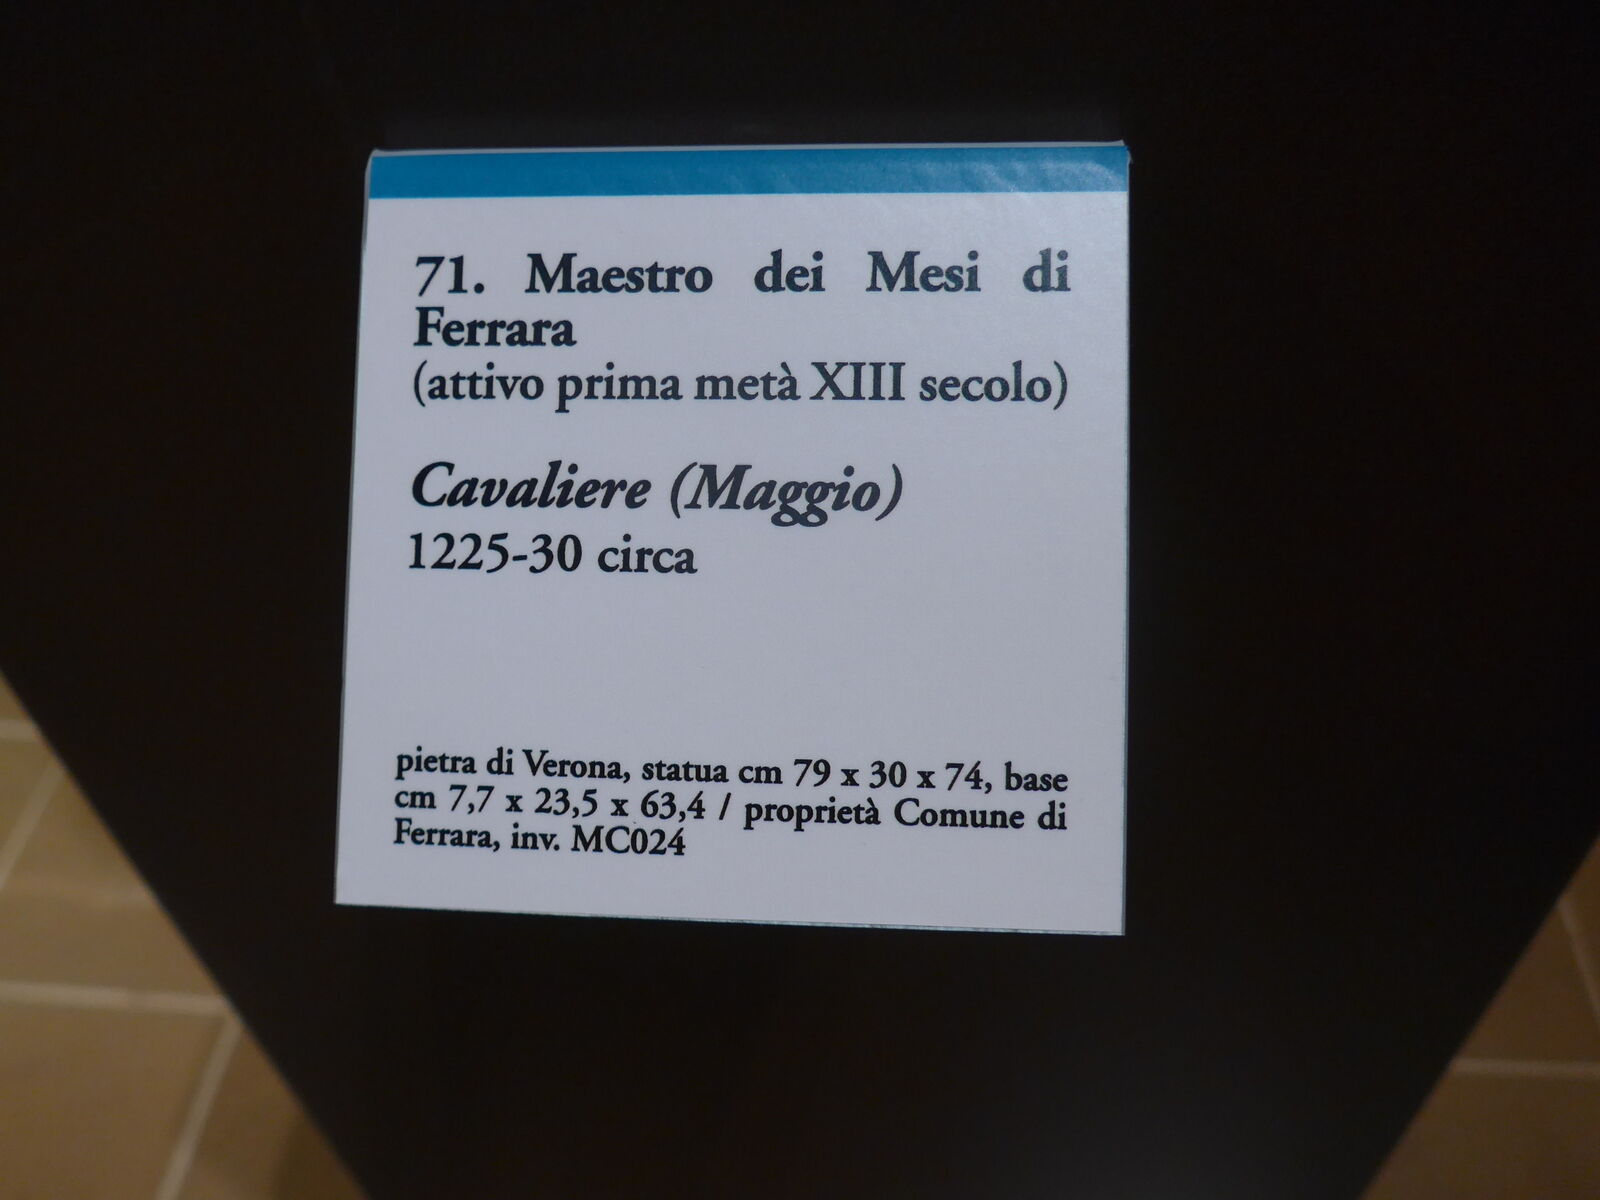 71. Maestro dei Mesi di
Ferrara
(attivo prima metà XIII secolo)
Cavaliere (Maggio)
1225-30 circa
pietra di Verona, statua cm 79 x 30 x 74, base
cm 7,7 x 23,5 x 63,4 / proprietà Comune di
Ferrara, inv. MC024